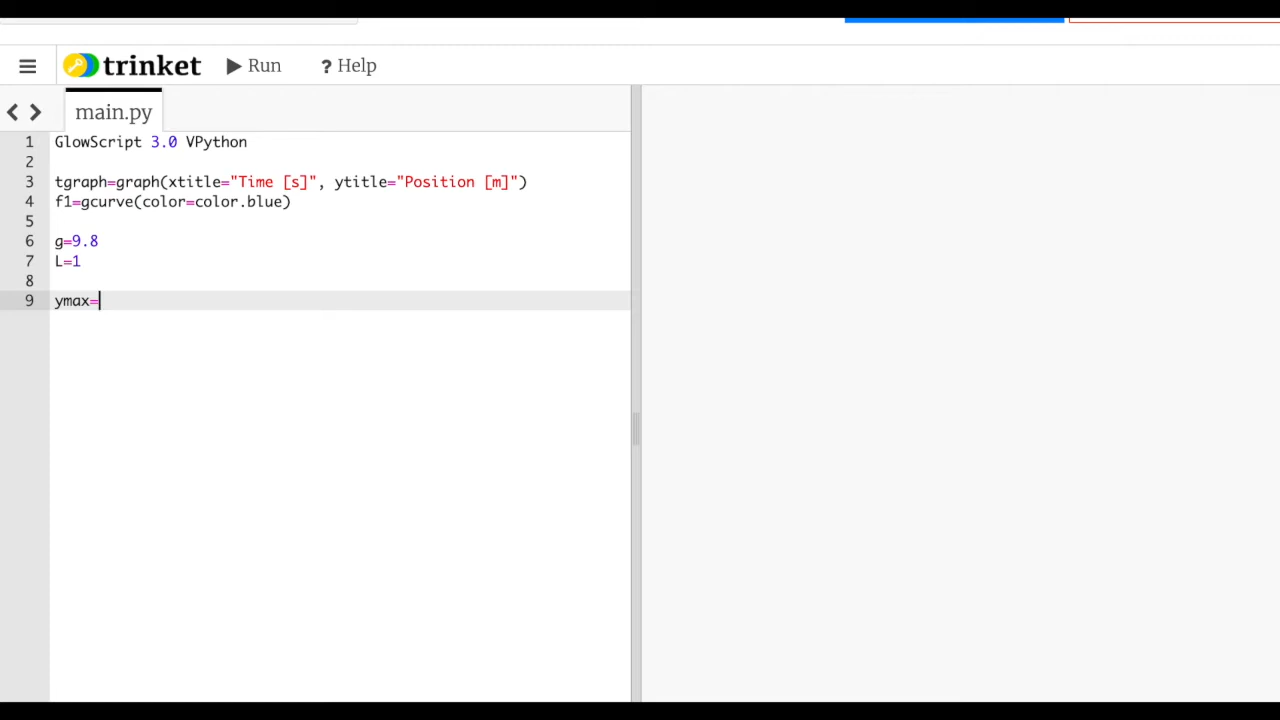 trinket Run ? Help
main.py
1 GlowScript 3.0 VPython
2
3 tgraph=graph(xtitle="Time [s]", ytitle="Position [m]")
4 f1=gcurve(color=color.blue)
5
6 g=9.8
7 L=1
8
9 ymax=